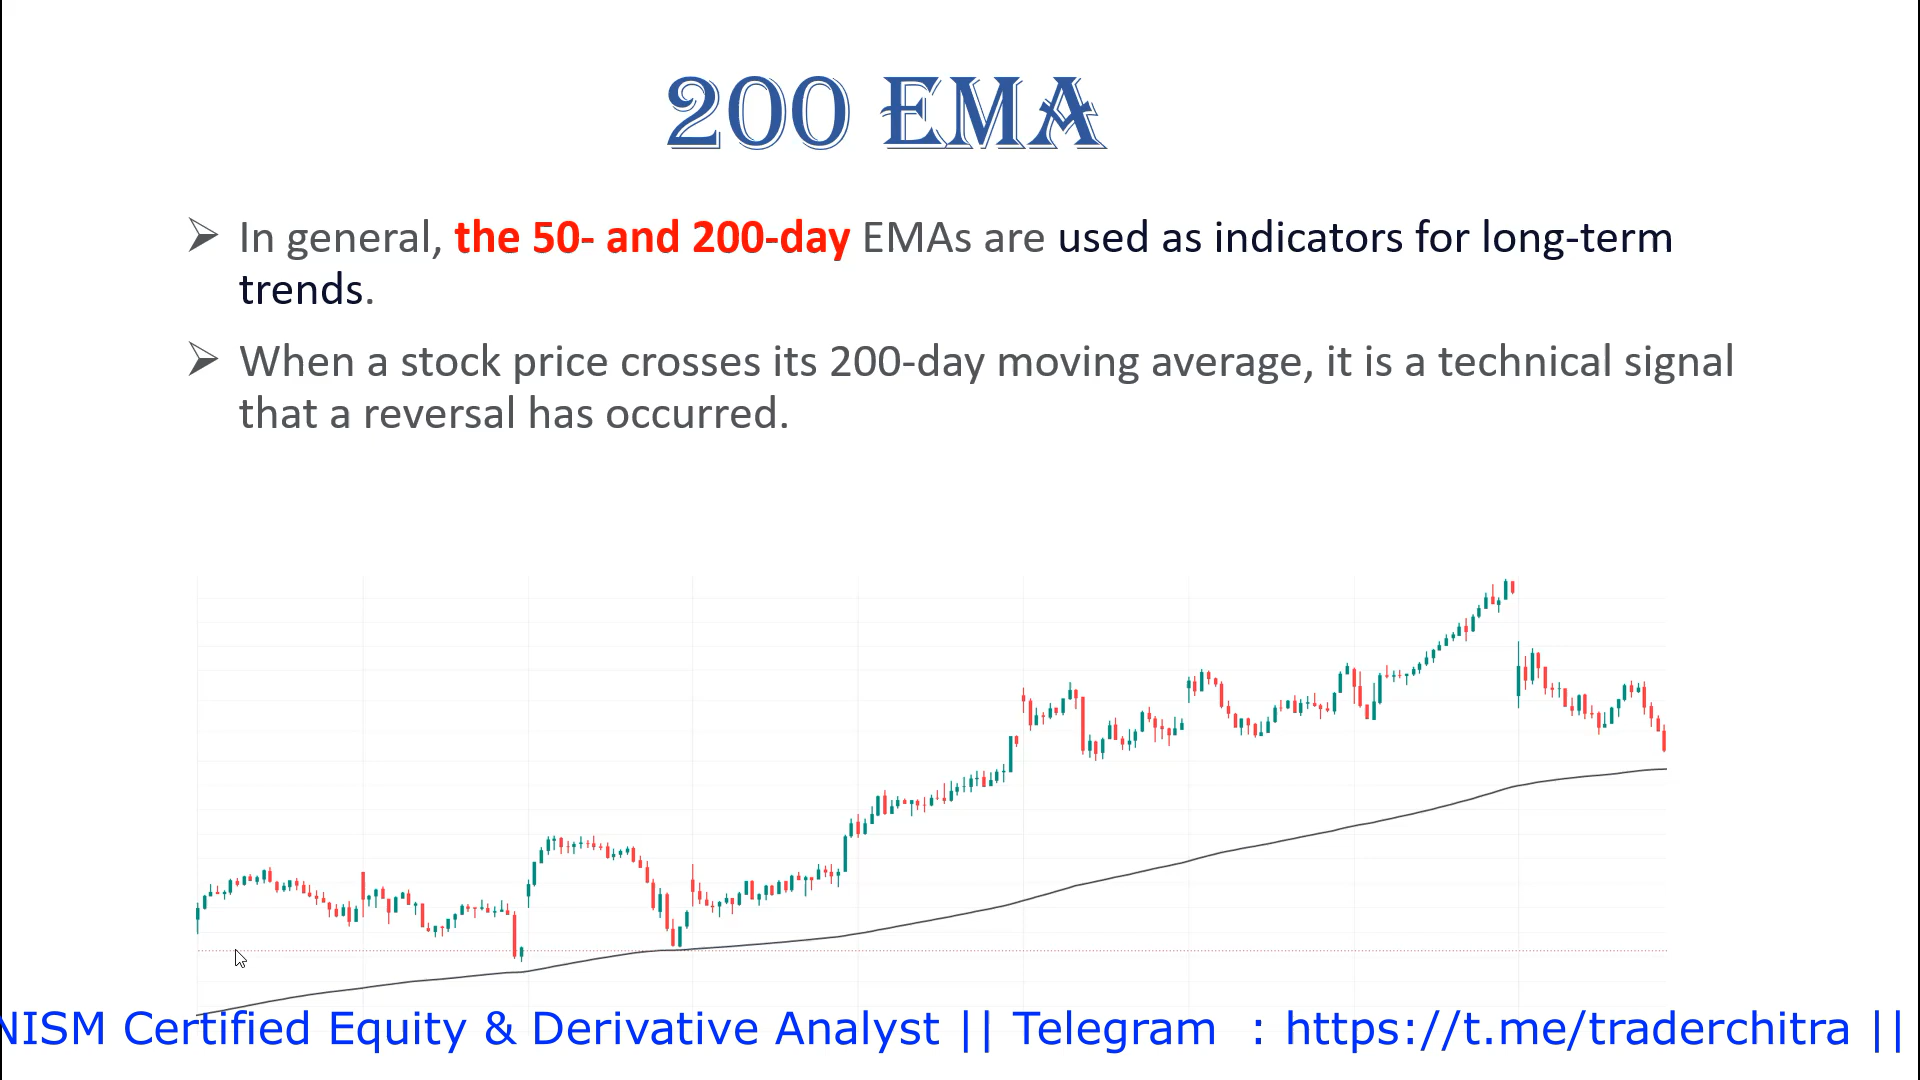 200 EMA
In general, the 50- and 200-day EMAs are used as indicators for long-term
trends.
When a stock price crosses its 200-day moving average, it is a technical signal
that a reversal has occurred.
NISM Certified Equity & Derivative Analyst || Telegram : https://t.me/traderchitra ||